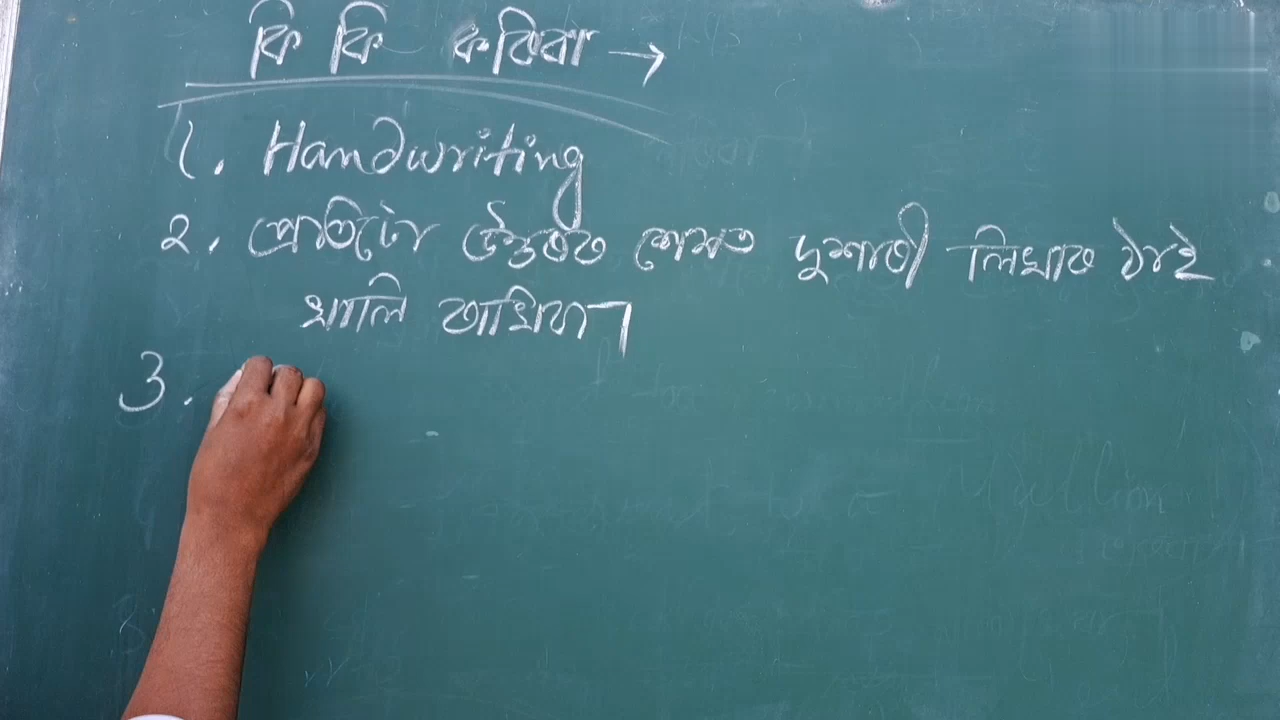 কি কি কৰিবা →
1. Handwriting
2. প্ৰতিটো উত্তৰৰ শেষত দুশাৰী লিখাৰ ঠাই
খালি ৰাখিবা।
3.